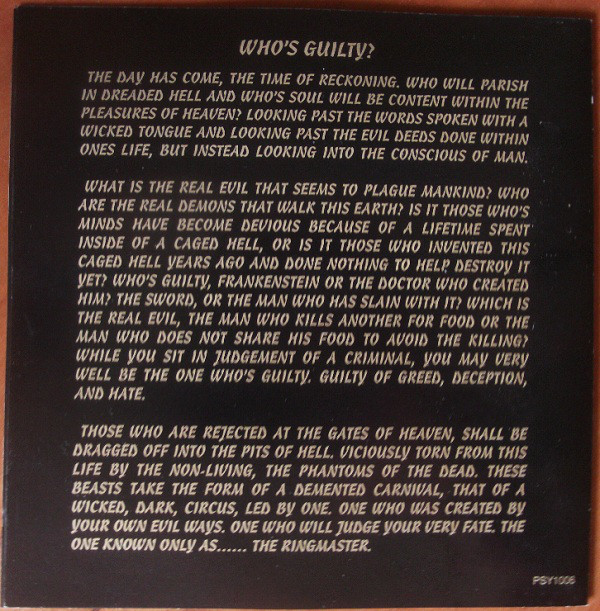 WHO'S GUILTY?
THE DAY HAS COME, THE TIME OF RECKONING. WHO WILL PARISH
IN DREADED HELL AND WHO'S SOUL WILL BE CONTENT WITHIN THE
PLEASURES OF HEAVEN? LOOKING PAST THE WORDS SPOKEN WITH A
WICKED TONGUE AND LOOKING PAST THE EVIL DEEDS DONE WITHIN
ONES LIFE, BUT INSTEAD LOOKING INTO THE CONSCIOUS OF MAN.
WHAT IS THE REAL EVIL THAT SEEMS TO PLAGUE MANKIND? WHO
ARE THE REAL DEMONS THAT WALK THIS EARTH? IS IT THOSE WHO'S
MINDS HAVE BECOME DEVIOUS BECAUSE OF A LIFETIME SPENT
INSIDE OF A CAGED HELL, OR IS IT THOSE WHO INVENTED THIS
CAGED HELL YEARS AGO AND DONE NOTHING TO HELP DESTROY IT
YET? WHO'S GUILTY, FRANKENSTEIN OR THE DOCTOR WHO CREATED
HIM? THE SWORD, OR THE MAN WHO HAS SLAIN WITH IT? WHICH IS
THE REAL EVIL, THE MAN WHO KILLS ANOTHER FOR FOOD OR THE
MAN WHO DOES NOT SHARE HIS FOOD TO AVOID THE KILLING?
WHILE YOU SIT IN JUDGEMENT OF A CRIMINAL, YOU MAY VERY
WELL BE THE ONE WHO'S GUILTY. GUILTY OF GREED, DECEPTION,
AND HATE.
THOSE WHO ARE REJECTED AT THE GATES OF HEAVEN, SHALL BE
DRAGGED OFF INTO THE PITS OF HELL. VICIOUSLY TORN FROM THIS
LIFE BY THE NON-LIVING, THE PHANTOMS OF THE DEAD. THESE
BEASTS TAKE THE FORM OF A DEMENTED CARNIVAL, THAT OF A
WICKED, DARK, CIRCUS, LED BY ONE. ONE WHO WAS CREATED BY
YOUR OWN EVIL WAYS. ONE WHO WILL JUDGE YOUR VERY FATE. THE
ONE KNOWN ONLY AS...... THE RINGMASTER.
PSY1006